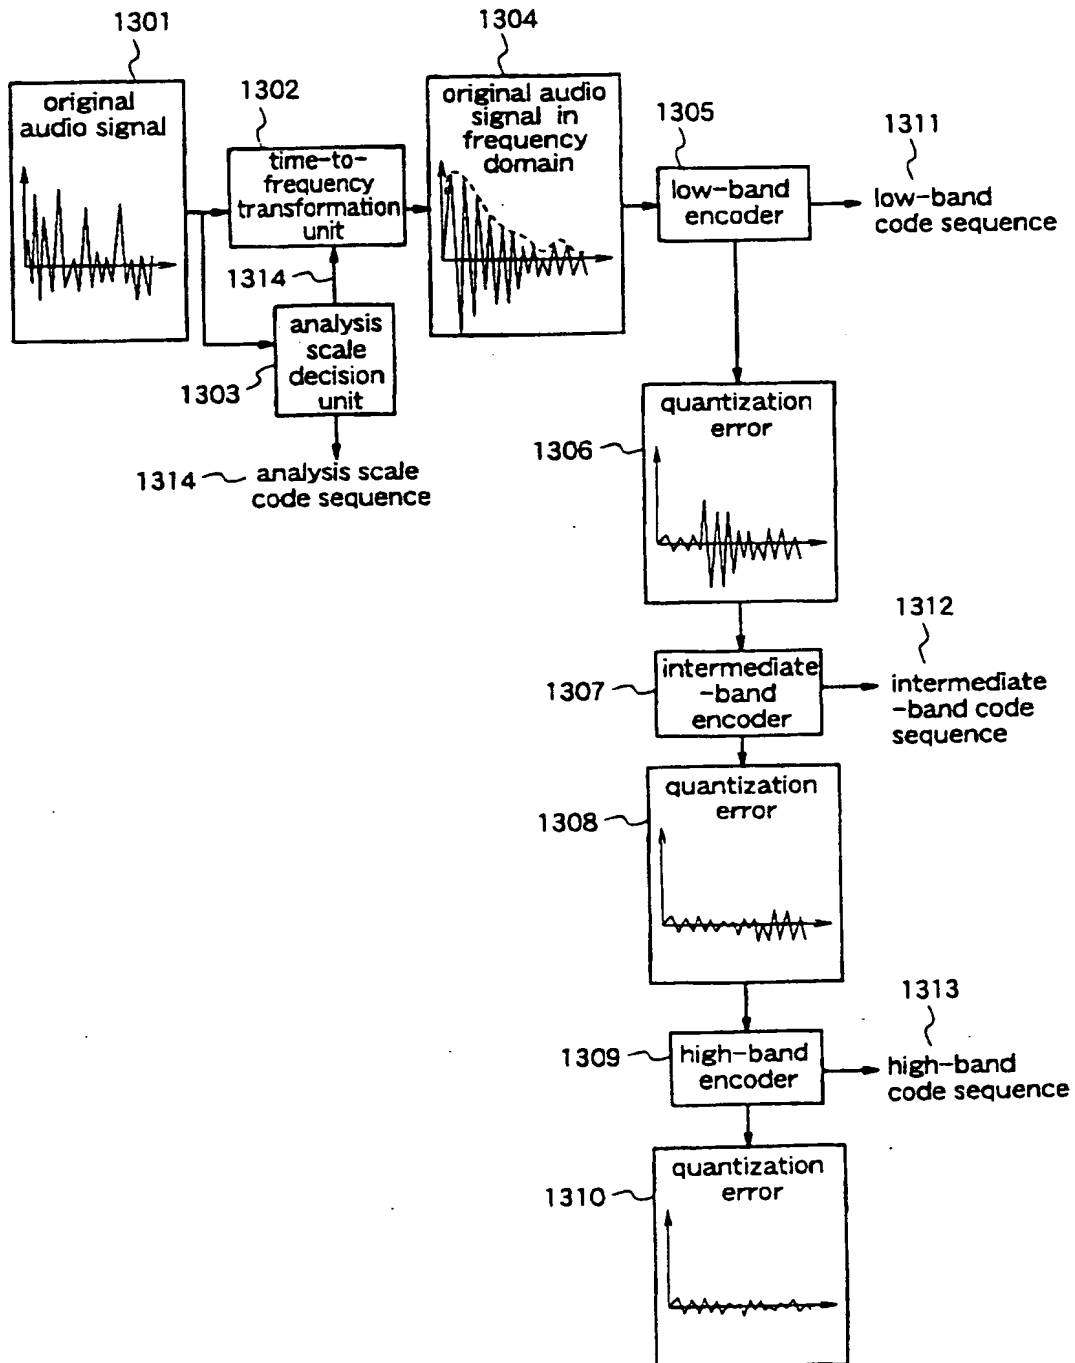 1301
original
audio signal
1302
time-to-
frequency
transformation
unit
1304
original audio
signal in
frequency
domain
1305
low-band
encoder
1311
low-band
code sequence
1314
analysis
scale
decision
unit
1303
1314
analysis scale
code sequence
quantization
error
1306
1312
1307
intermediate
-band
encoder
intermediate
-band code
sequence
quantization
error
1308
1313
1309
high-band
encoder
high-band
code sequence
quantization
error
1310